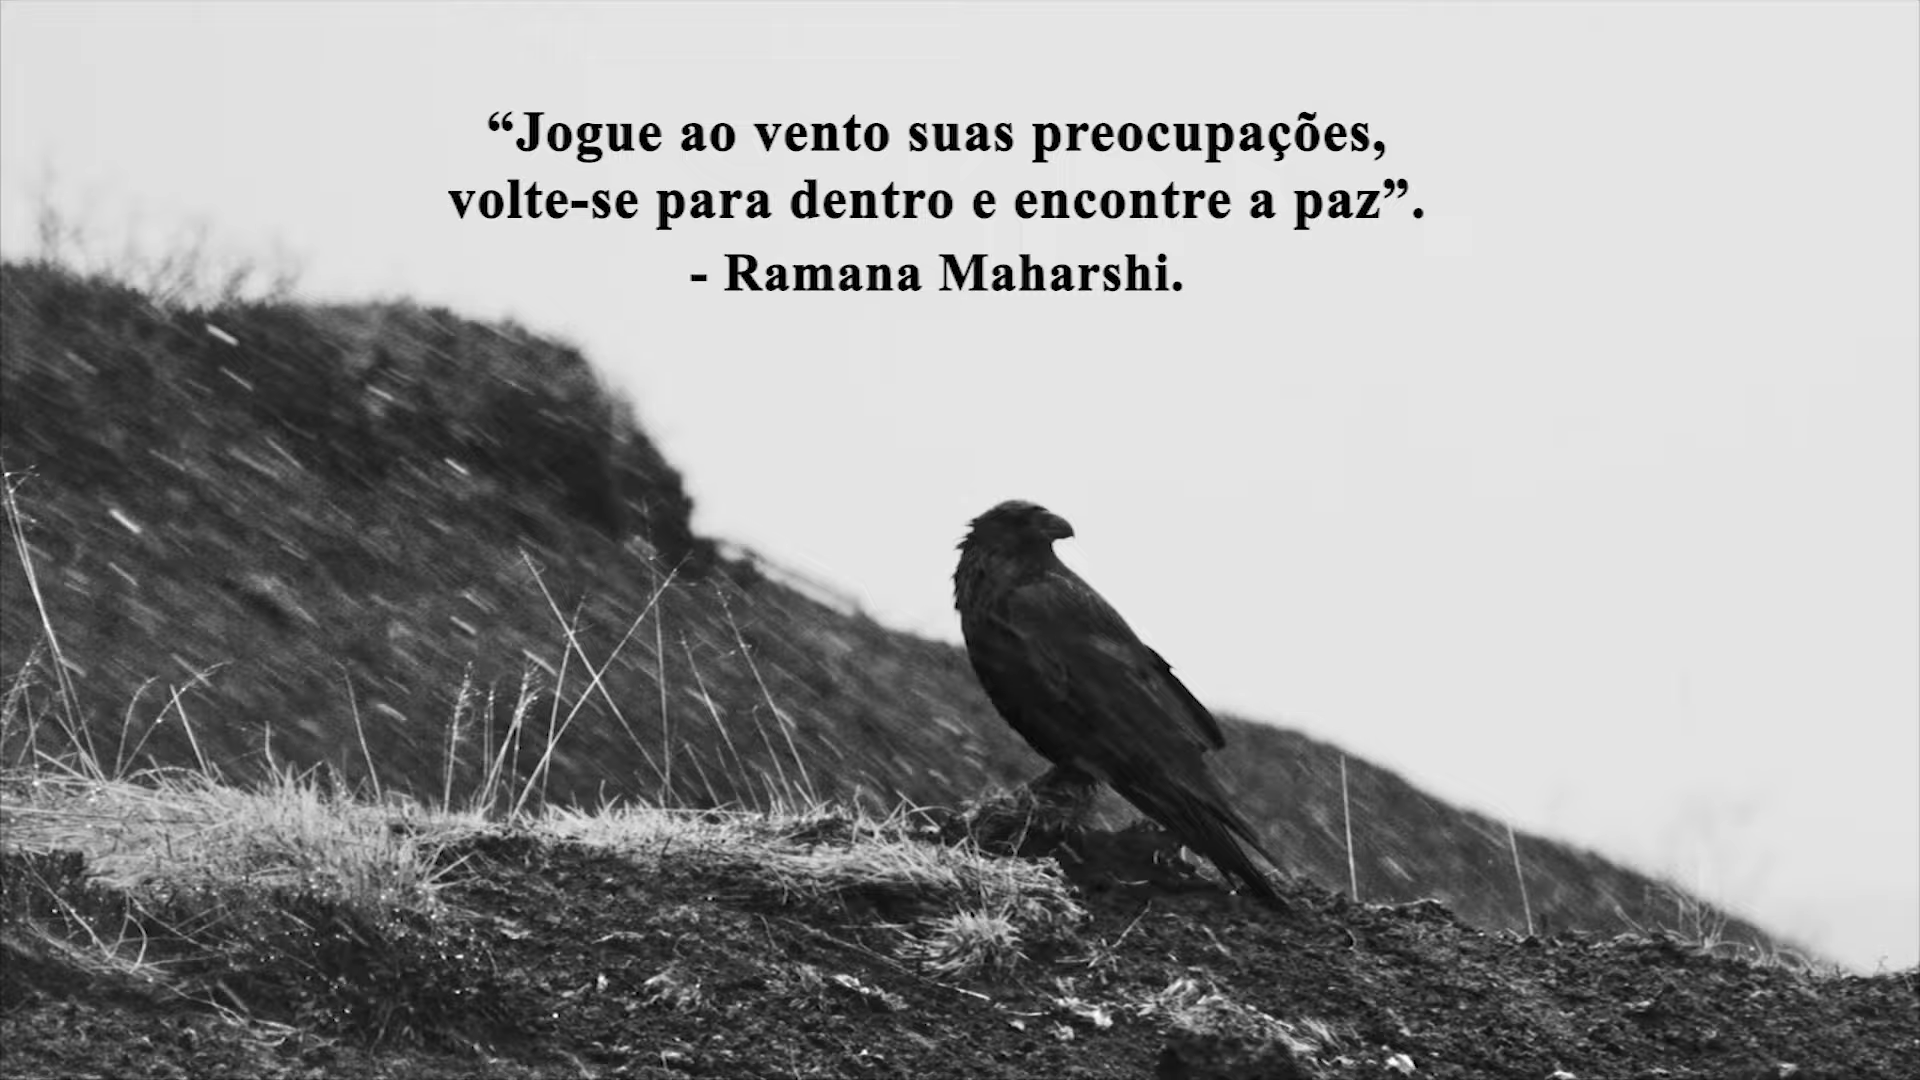 “Jogue ao vento suas preocupações,
volte-se para dentro e encontre a paz”.
- Ramana Maharshi.